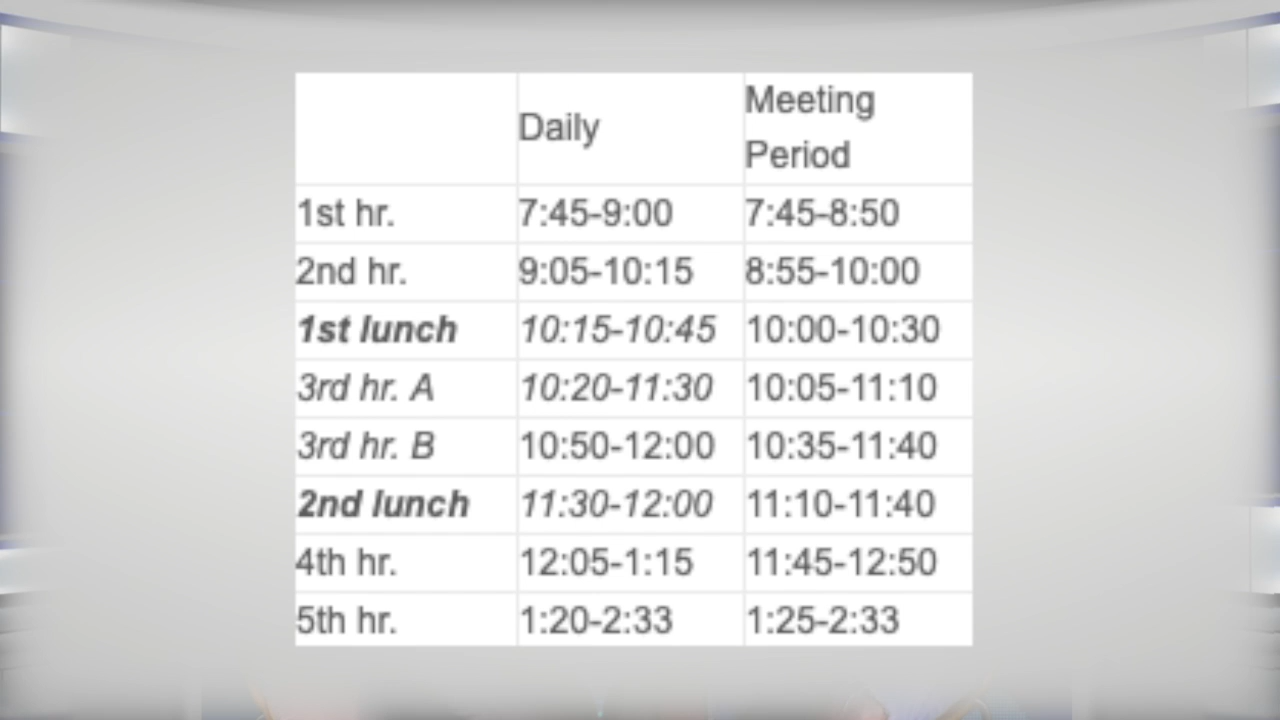 Daily Meeting
Period
1st hr. 7:45-9:00 7:45-8:50
2nd hr. 9:05-10:15 8:55-10:00
1st lunch 10:15-10:45 10:00-10:30
3rd hr. A 10:20-11:30 10:05-11:10
3rd hr. B 10:50-12:00 10:35-11:40
2nd lunch 11:30-12:00 11:10-11:40
4th hr. 12:05-1:15 11:45-12:50
5th hr. 1:20-2:33 1:25-2:33